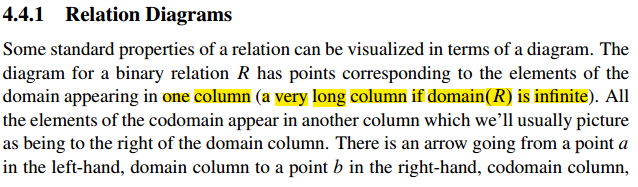 4.4.1 Relation Diagrams
Some standard properties of a relation can be visualized in terms of a diagram. The
diagram for a binary relation R has points corresponding to the elements of the
domain appearing in one column (a very long column if domain(R) is infinite). All
the elements of the codomain appear in another column which we'll usually picture
as being to the right of the domain column. There is an arrow going from a point a
in the left-hand, domain column to a point b in the right-hand, codomain column,